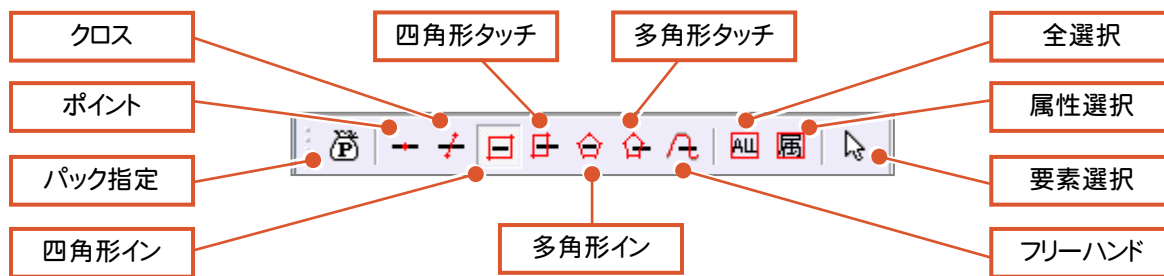 クロス
四角形タッチ
多角形タッチ
全選択
ポイント
属性選択
P
ALL
属
パック指定
要素選択
四角形イン
多角形イン
フリーハンド